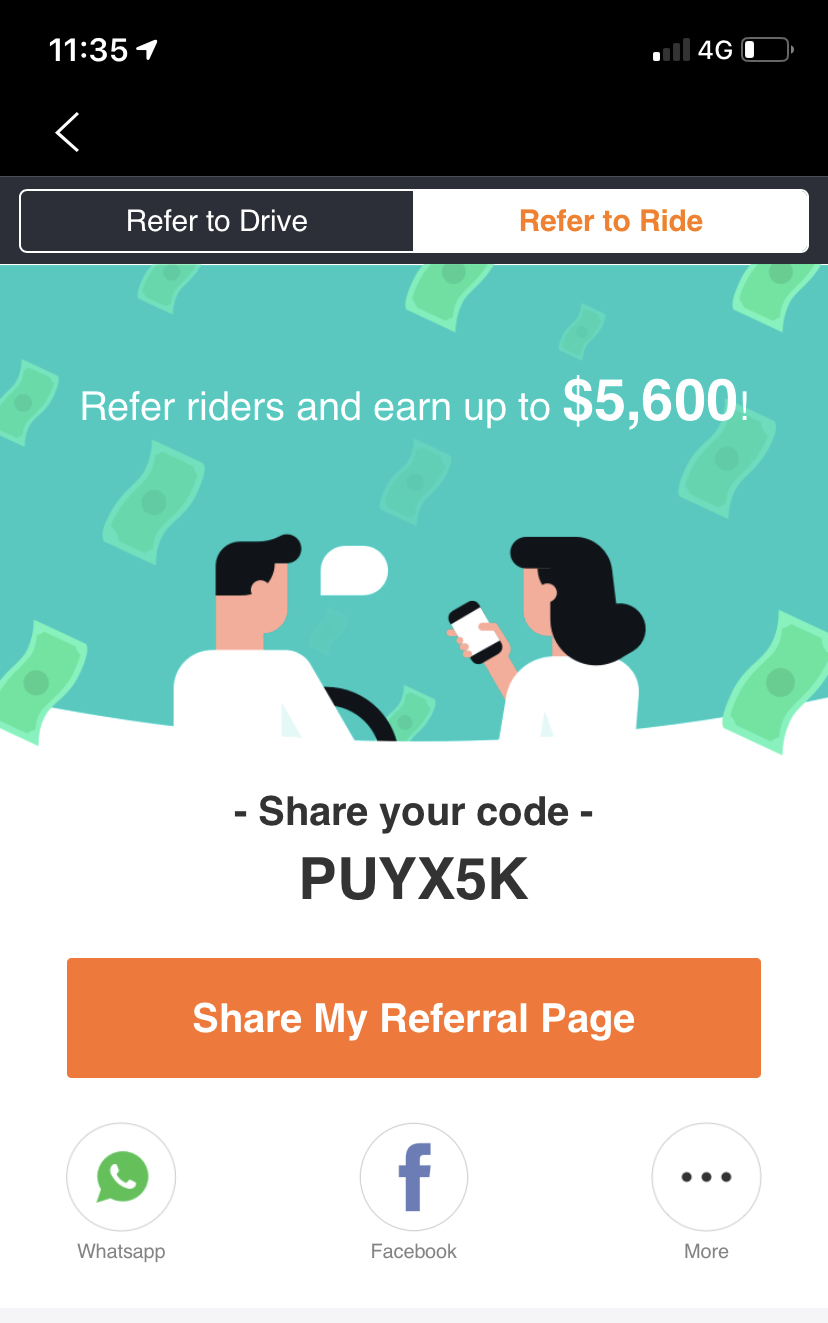 11:35
4G
Refer to Drive
Refer to Ride
Refer riders and earn up to $5,600!
- Share your code -
PUYX5K
Share My Referral Page
Whatsapp
Facebook
More